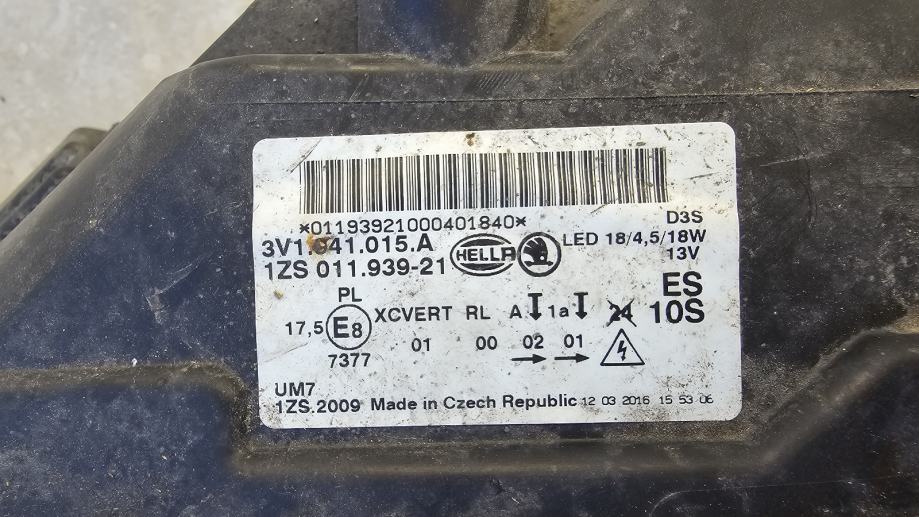 *01193921000401840*
D3S
3V1.941.015.A
HELLA
LED 18/4,5/18W
1ZS 011.939-21
13V
ES
PL
XCVERT RL A 1a 24 10S
17,5 E8
01 00 02 01
7377
UM7
1ZS.2009 Made in Czech Republic 12 03 2016 15 53 06